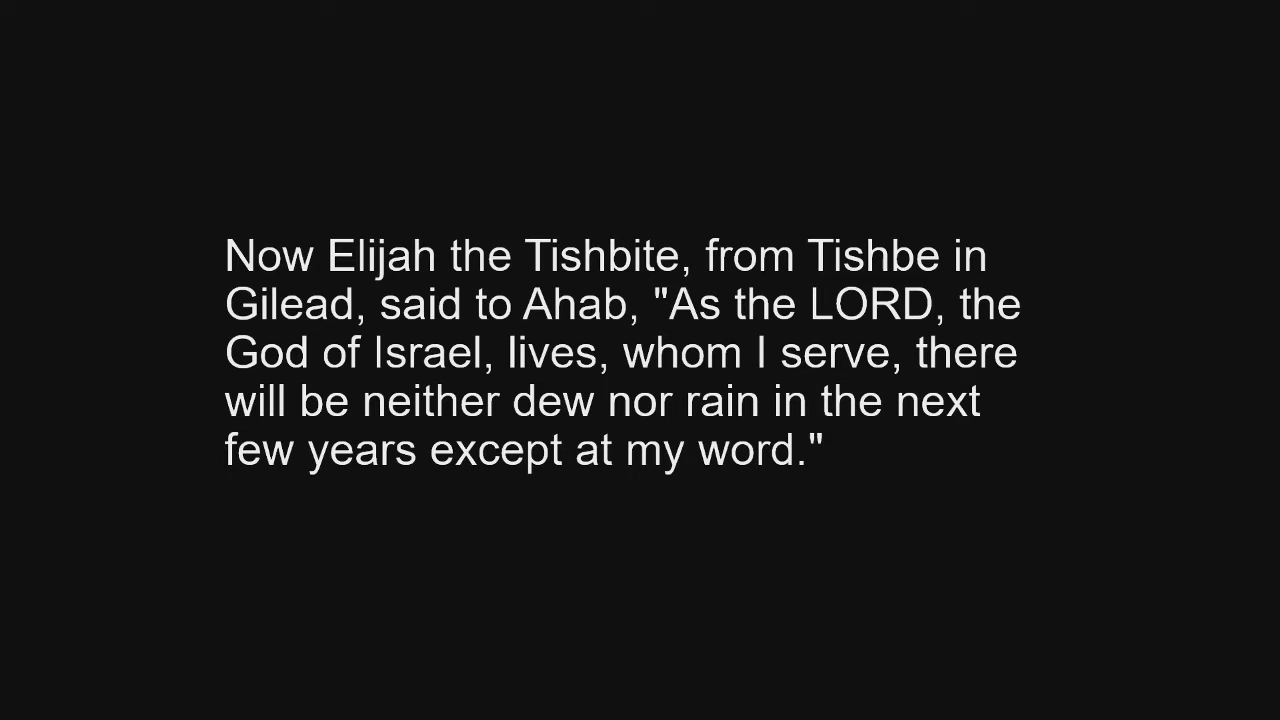 Now Elijah the Tishbite, from Tishbe in
Gilead, said to Ahab, "As the LORD, the
God of Israel, lives, whom I serve, there
will be neither dew nor rain in the next
few years except at my word."